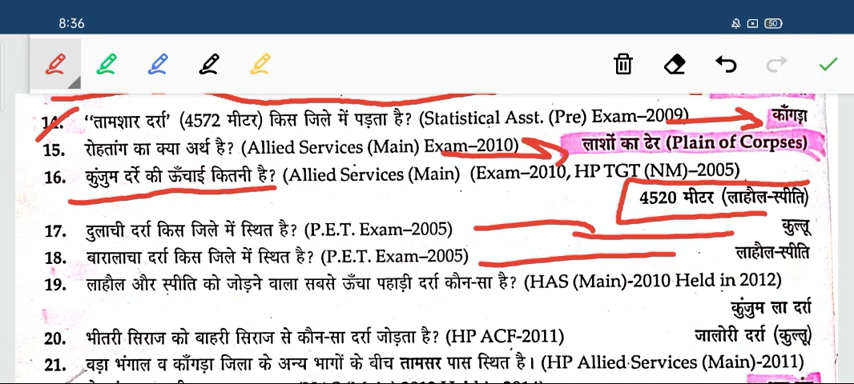 8:36
50
14. “तामशार दर्रा’ (4572 मीटर) किस जिले में पड़ता है? (Statistical Asst. (Pre) Exam–2009) काँगड़ा
15. रोहतांग का क्या अर्थ है? (Allied Services (Main) Exam–2010) लाशों का ढेर (Plain of Corpses)
16. कुंजुम दर्रे की ऊँचाई कितनी है? (Allied Services (Main) (Exam–2010, HP TGT (NM)–2005)
4520 मीटर (लाहौल-स्पीति)
17. दुलाची दर्रा किस जिले में स्थित है? (P.E.T. Exam–2005) कुल्लू
18. बारालाचा दर्रा किस जिले में स्थित है? (P.E.T. Exam–2005) लाहौल-स्पीति
19. लाहौल और स्पीति को जोड़ने वाला सबसे ऊँचा पहाड़ी दर्रा कौन-सा है? (HAS (Main)-2010 Held in 2012)
कुंजुम ला दर्रा
20. भीतरी सिराज को बाहरी सिराज से कौन-सा दर्रा जोड़ता है? (HP ACF-2011) जालोरी दर्रा (कुल्लू)
21. बड़ा भंगाल व काँगड़ा जिला के अन्य भागों के बीच तामसर पास स्थित है। (HP Allied Services (Main)-2011)